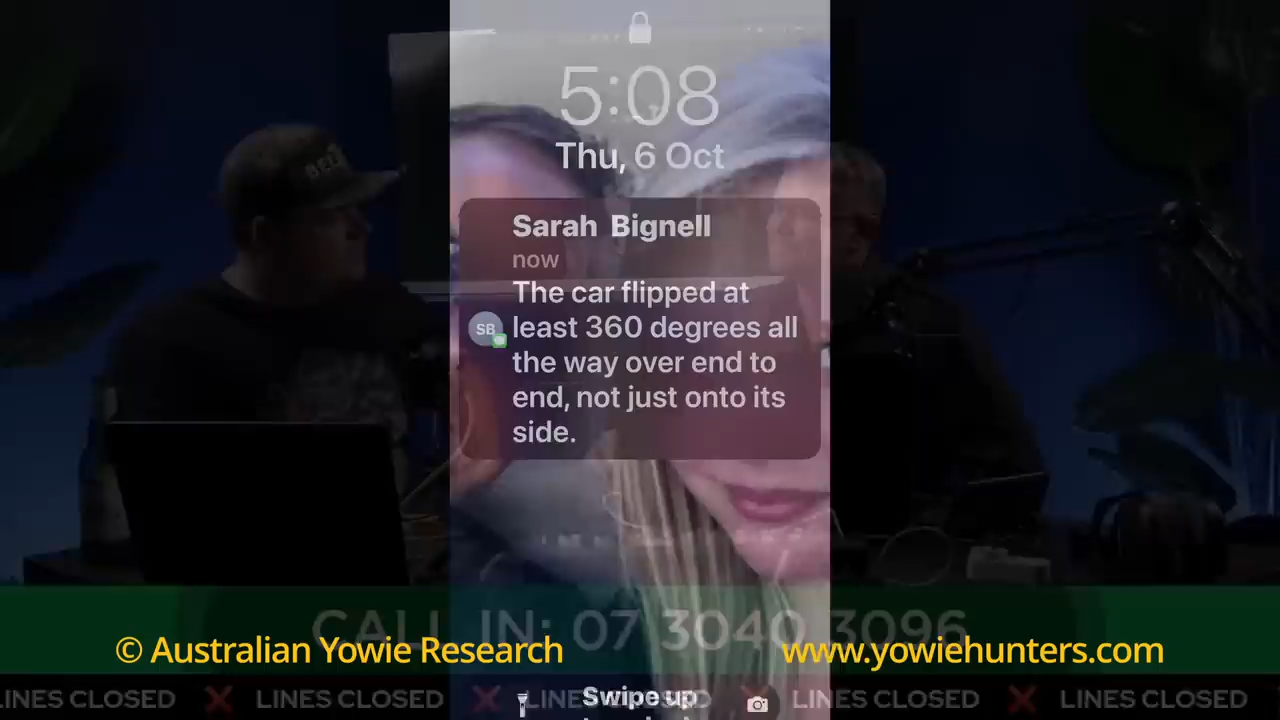 5:08
Thu, 6 Oct
Sarah Bignell
now
The car flipped at
SB least 360 degrees all
the way over end to
end, not just onto its
side.
CALL IN: 07 3040 3096
© Australian Yowie Research www.yowiehunters.com
LINES CLOSED LINES CLOSED LINES CLOSED LINES CLOSED
Swipe up